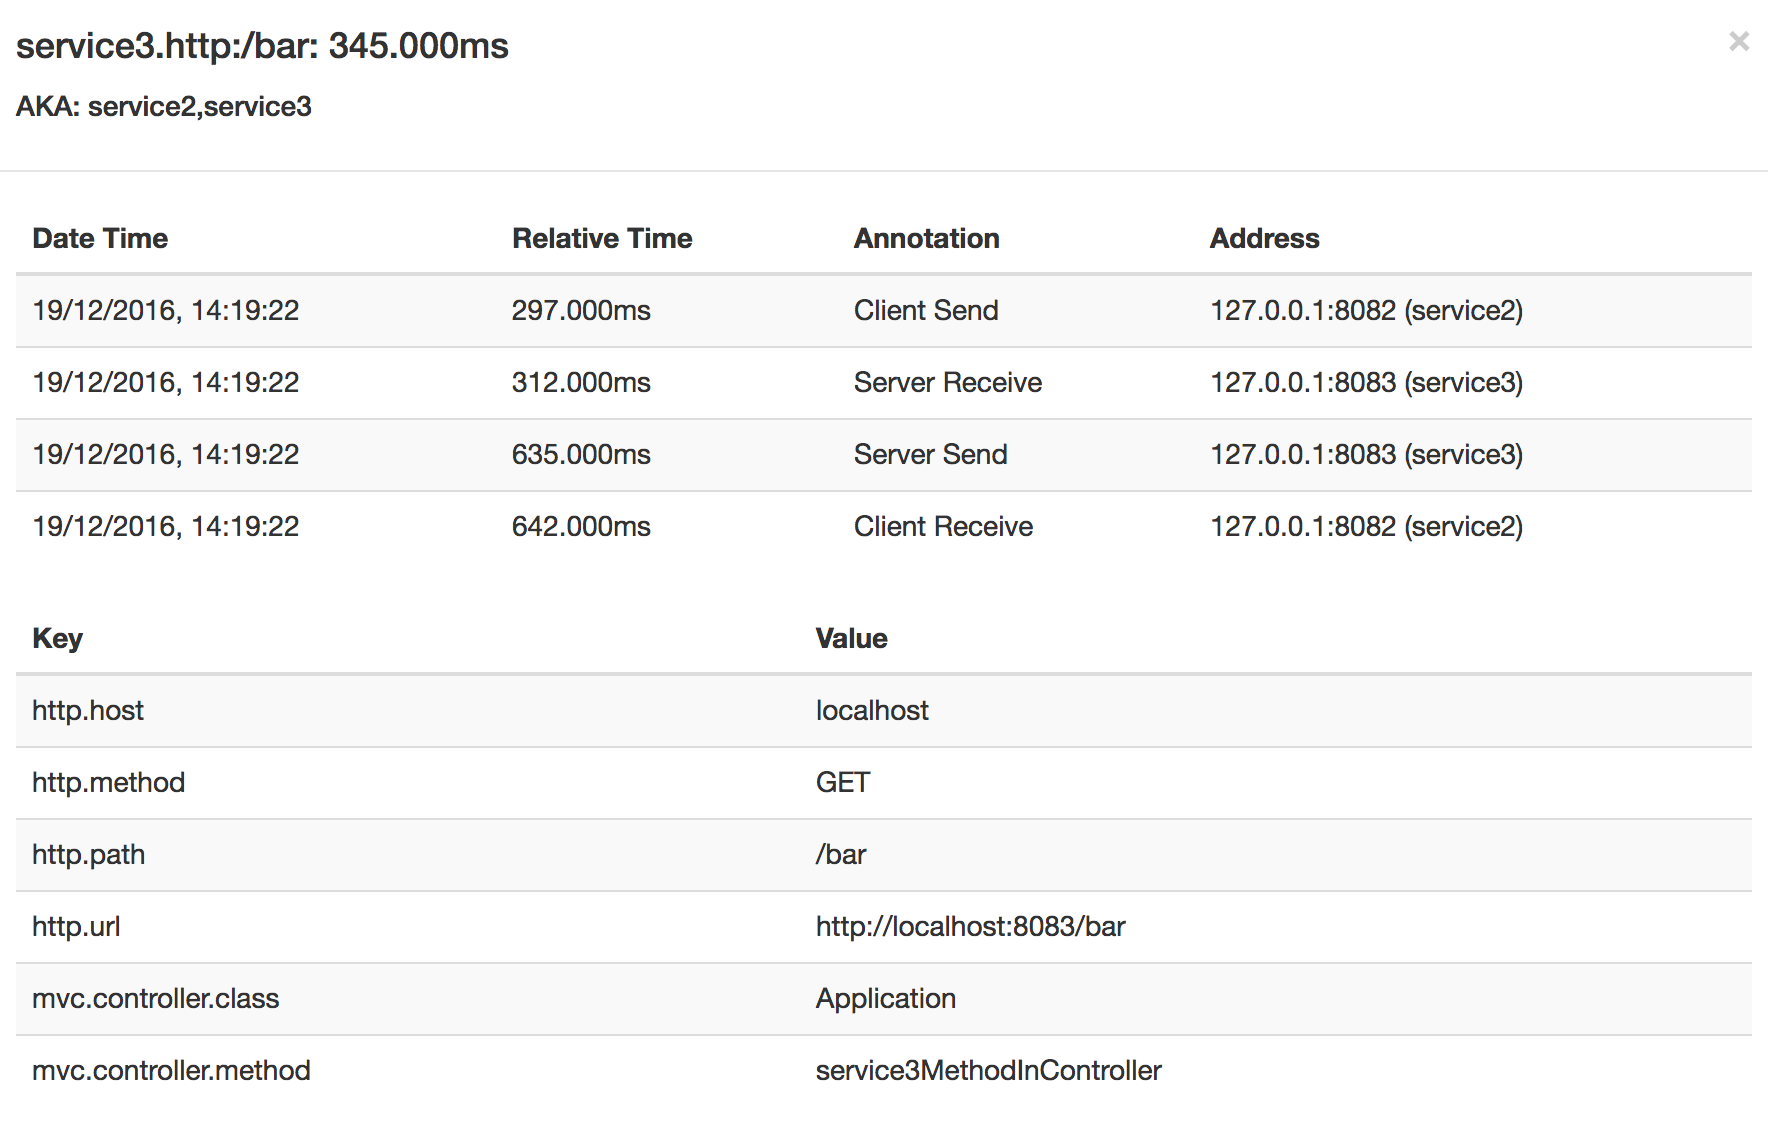 service3.http:/bar: 345.000ms
×
AKA: service2,service3
Date Time Relative Time Annotation Address
19/12/2016, 14:19:22 297.000ms Client Send 127.0.0.1:8082 (service2)
19/12/2016, 14:19:22 312.000ms Server Receive 127.0.0.1:8083 (service3)
19/12/2016, 14:19:22 635.000ms Server Send 127.0.0.1:8083 (service3)
19/12/2016, 14:19:22 642.000ms Client Receive 127.0.0.1:8082 (service2)
Key Value
http.host localhost
http.method GET
http.path /bar
http.url http://localhost:8083/bar
mvc.controller.class Application
mvc.controller.method service3MethodInController